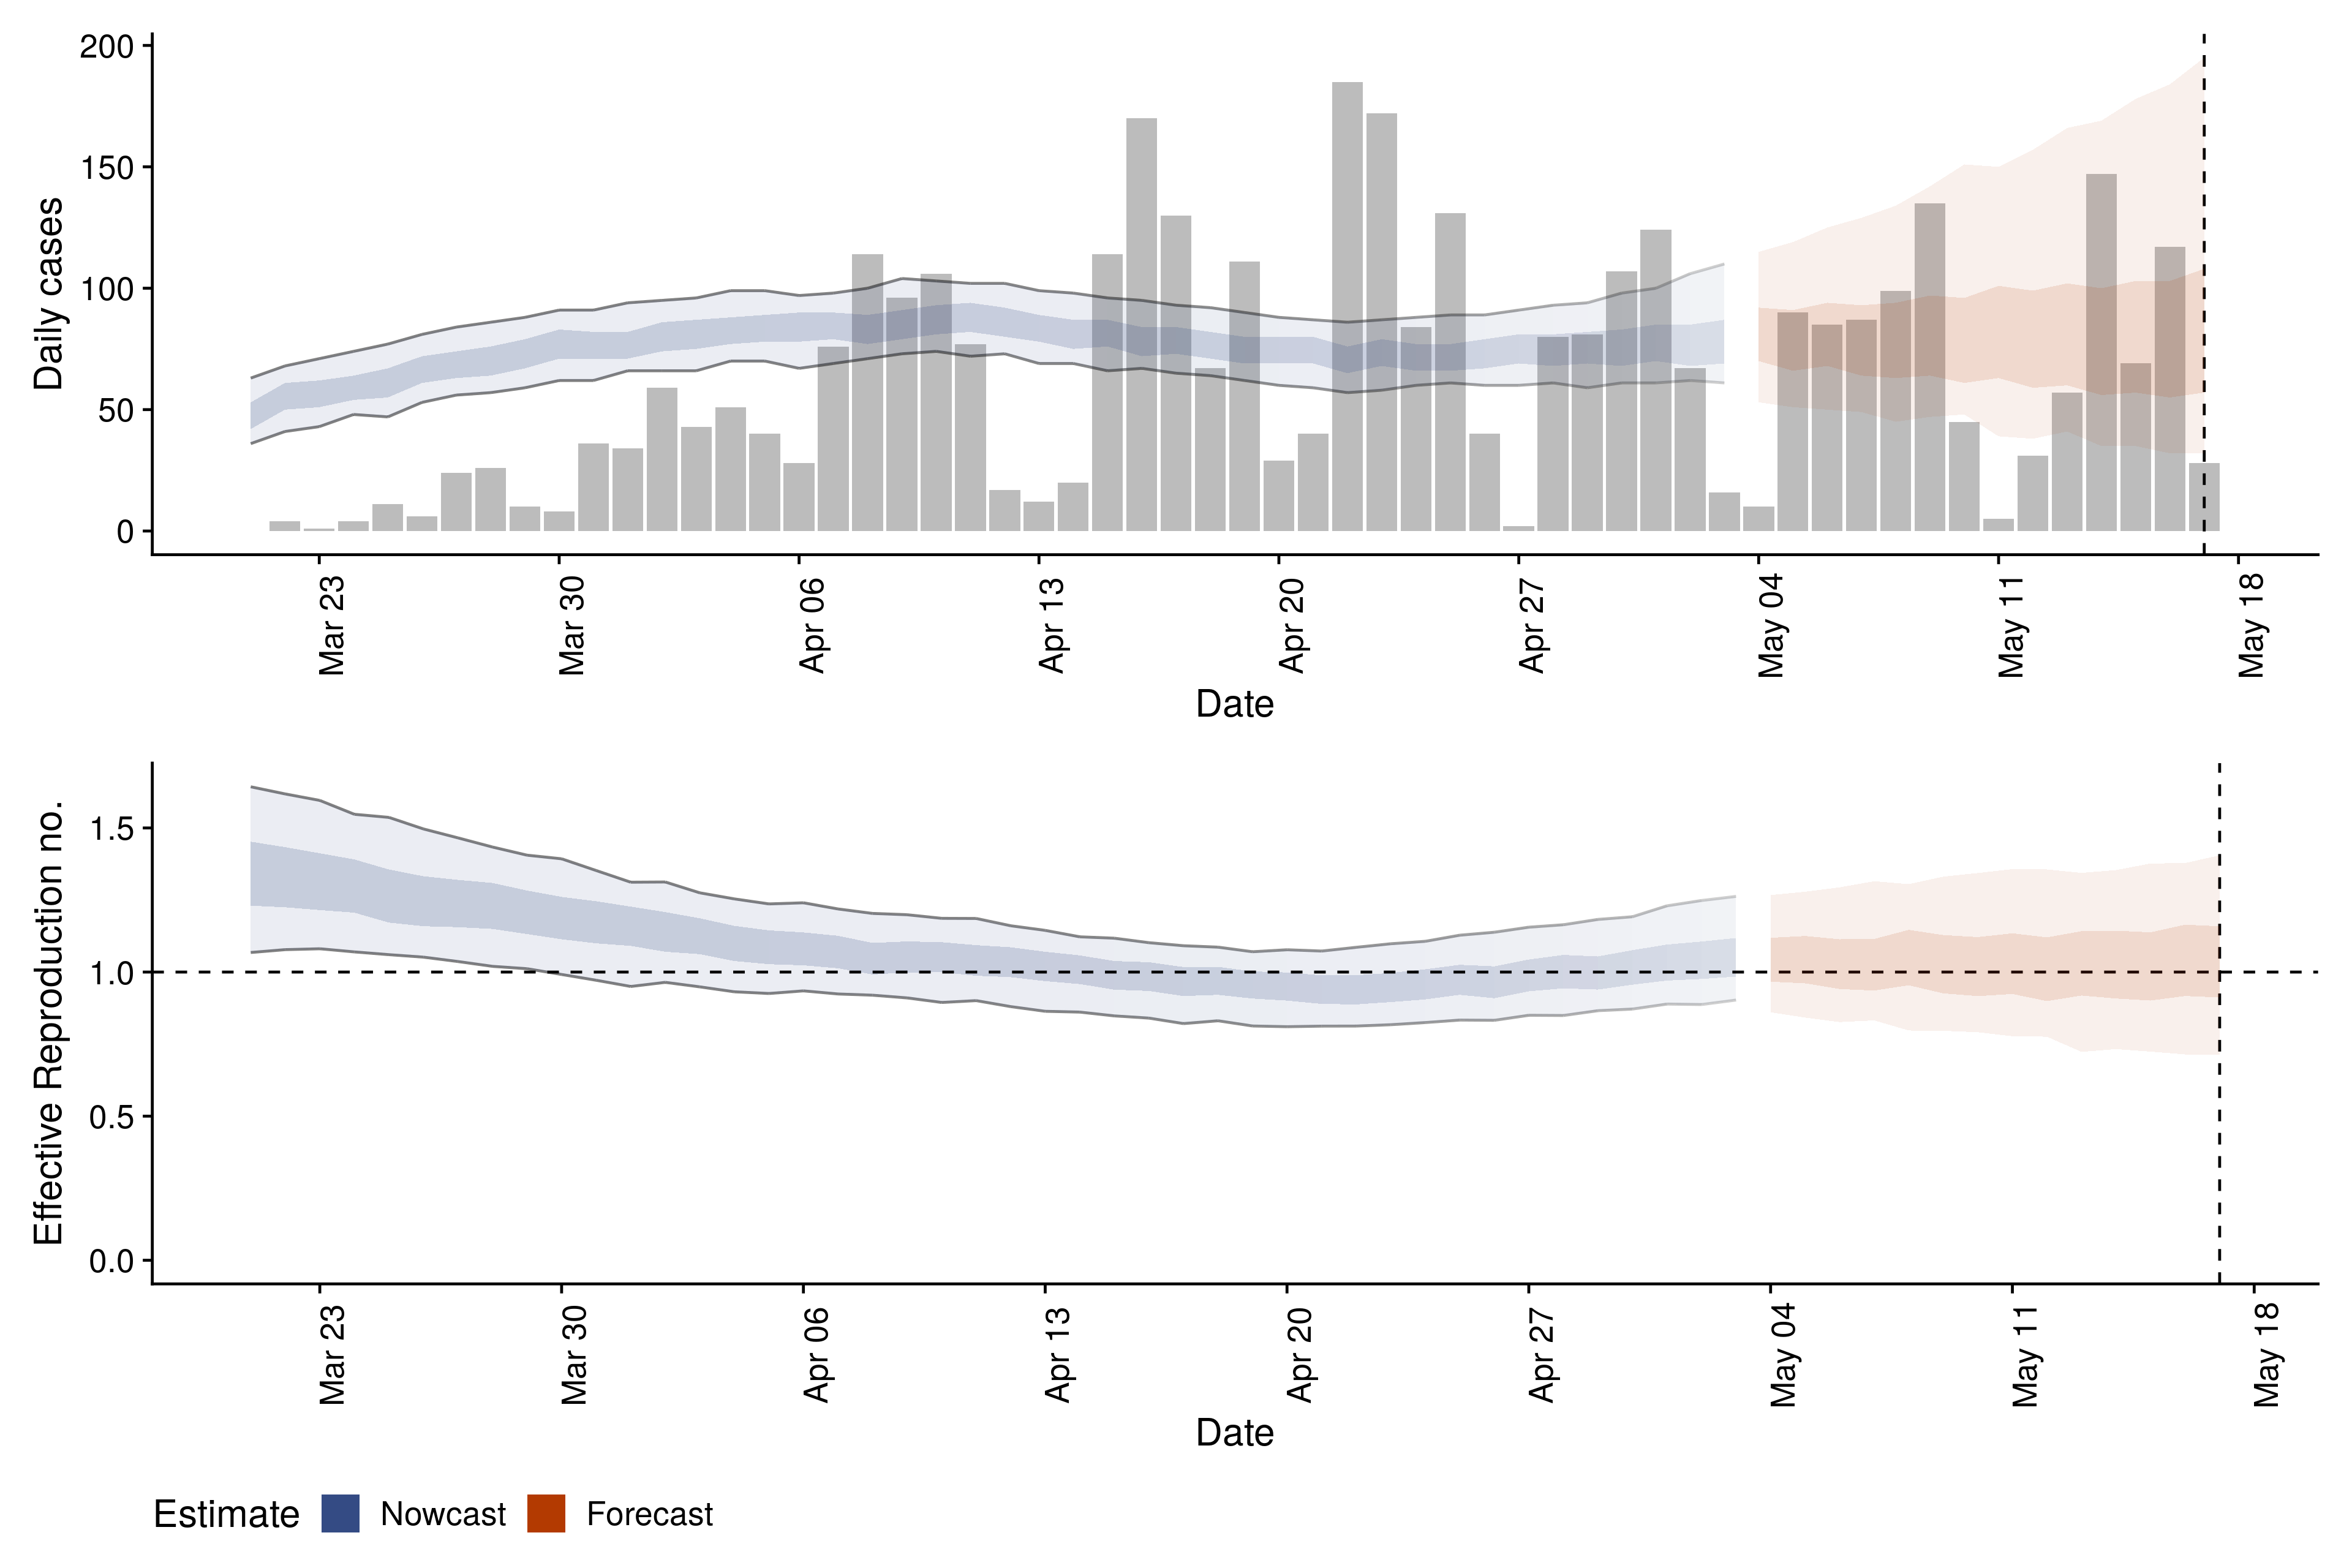 Daily cases
200
150
100
50
0
Mar 23
Mar 30
Apr 06
Apr 13
Apr 20
Apr 27
May 04
May 11
May 18
Date
Effective Reproduction no.
1.5
1.0
0.5
0.0
Mar 23
Mar 30
Apr 06
Apr 13
Apr 20
Apr 27
May 04
May 11
May 18
Date
Estimate Nowcast Forecast